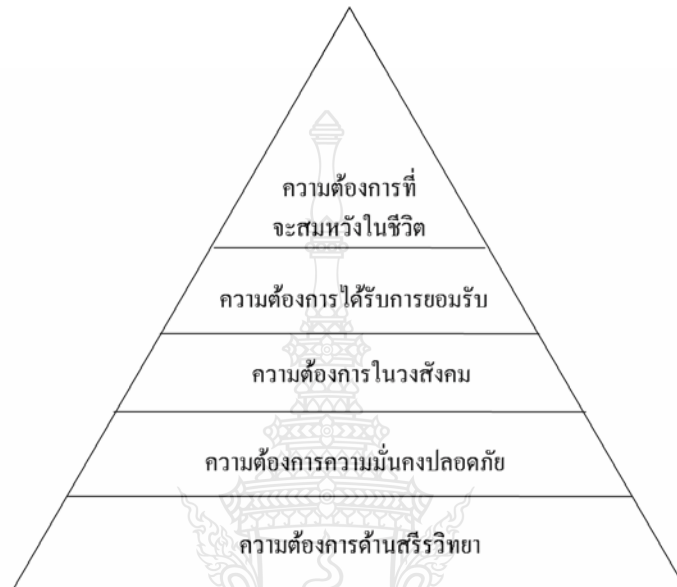 ความต้องการที่
จะสมหวังในชีวิต
ความต้องการได้รับการยอมรับ
ความต้องการในวงสังคม
ความต้องการความมั่นคงปลอดภัย
ความต้องการด้านสรีรวิทยา